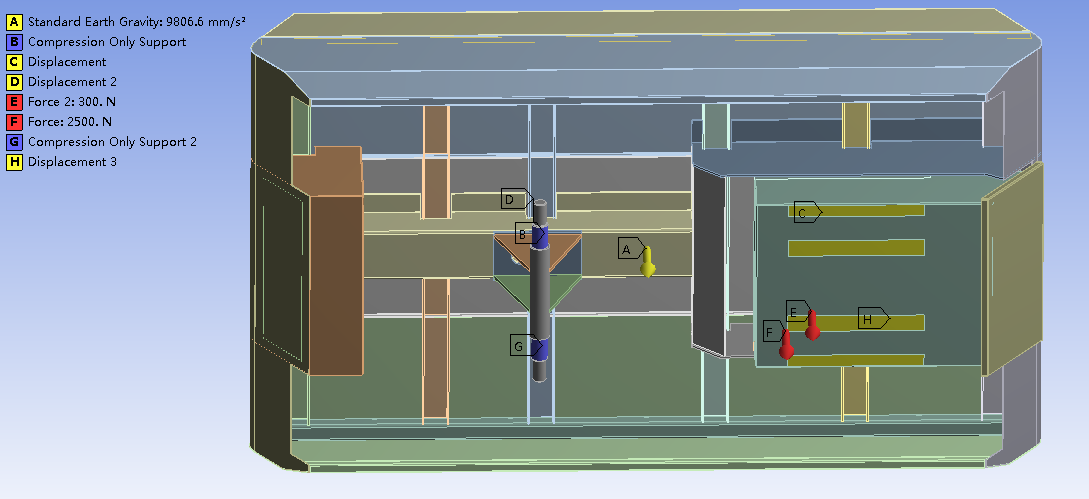 A Standard Earth Gravity: 9806.6 mm/s²
B Compression Only Support
C Displacement
D Displacement 2
E Force 2: 300. N
F Force: 2500. N
G Compression Only Support 2
H Displacement 3
D
C
B
A
E
H
F
G